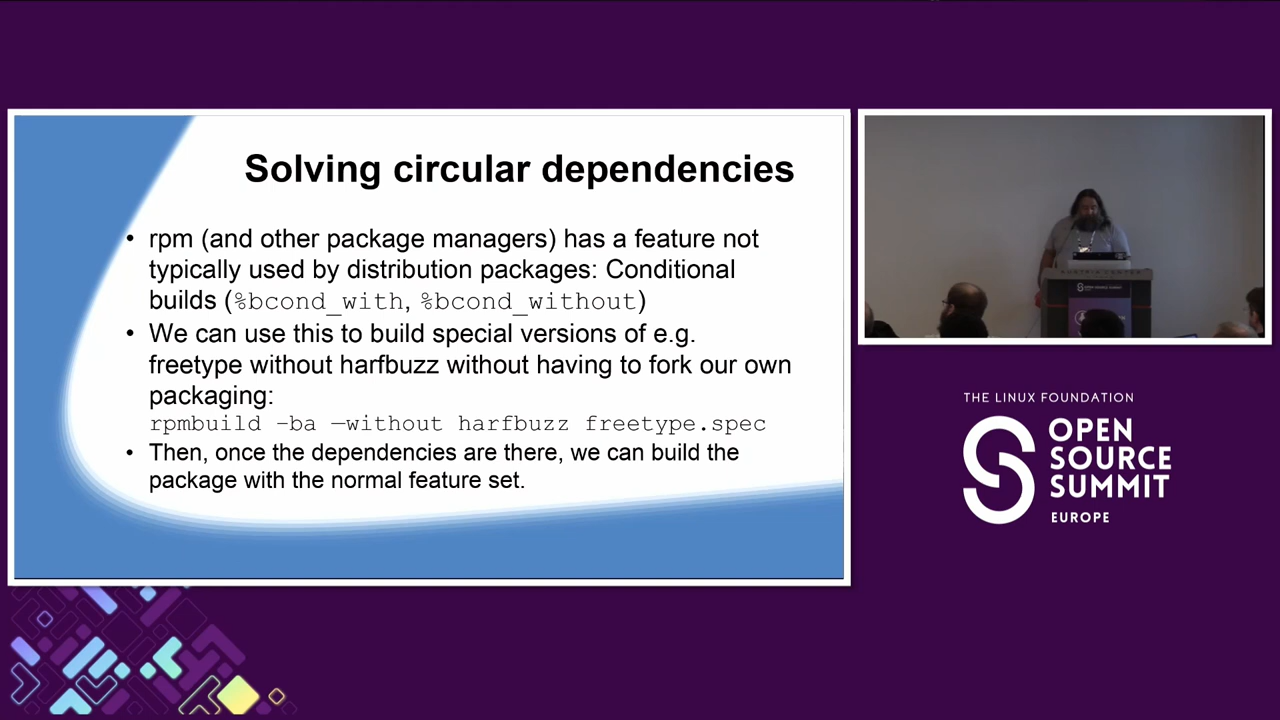 Solving circular dependencies
• rpm (and other package managers) has a feature not
typically used by distribution packages: Conditional
builds (%bcond_with, %bcond_without)
• We can use this to build special versions of e.g.
freetype without harfbuzz without having to fork our own
packaging:
rpmbuild –ba —without harfbuzz freetype.spec
• Then, once the dependencies are there, we can build the
package with the normal feature set.
THE LINUX FOUNDATION
OPEN
SOURCE
SUMMIT
EUROPE